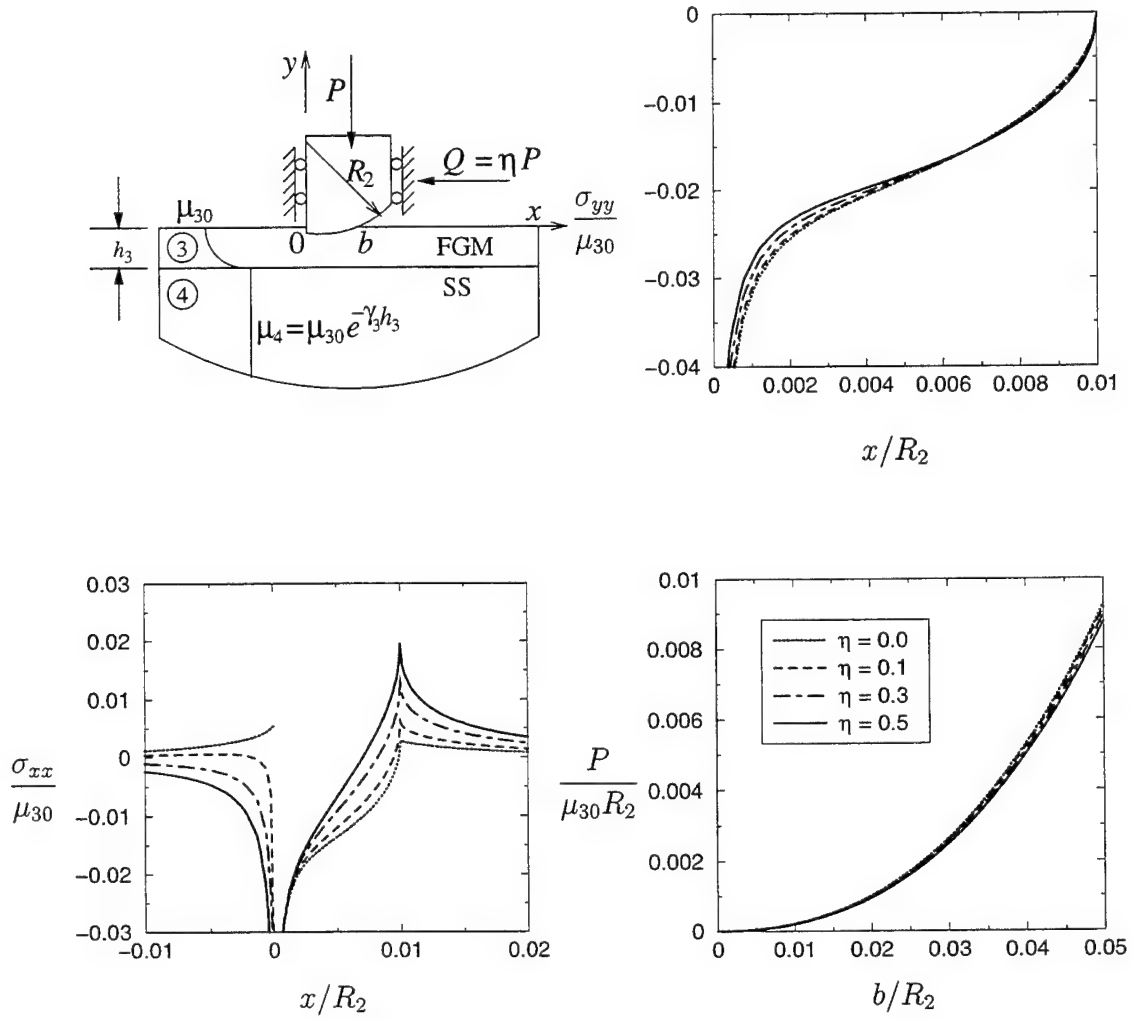 y
P
R₂
Q = ηP
μ₃₀
0
b
x
h₃
③
FGM
④
SS
μ₄ = μ₃₀e^{-γ₃h₃}
σ_yy
μ₃₀
0
-0.01
-0.02
-0.03
-0.04
0 0.002 0.004 0.006 0.008 0.01
x/R₂
σ_xx
μ₃₀
0.03
0.02
0.01
0
-0.01
-0.02
-0.03
-0.01 0 0.01 0.02
x/R₂
P
μ₃₀R₂
0.01
0.008
0.006
0.004
0.002
0
η = 0.0
η = 0.1
η = 0.3
η = 0.5
0 0.01 0.02 0.03 0.04 0.05
b/R₂